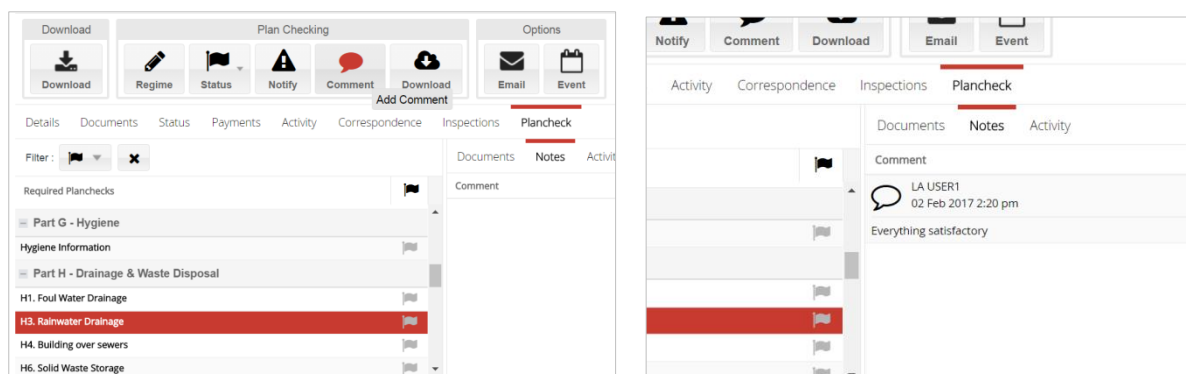 Download Plan Checking Options
Download Regime Status Notify Comment Download Email Event
Add Comment
Details Documents Status Payments Activity Correspondence Inspections Plancheck
Filter : Documents Notes Activit
Required Planchecks Comment
Part G - Hygiene
Hygiene Information
Part H - Drainage & Waste Disposal
H1. Foul Water Drainage
H3. Rainwater Drainage
H4. Building over sewers
H6. Solid Waste Storage
Notify Comment Download Email Event
Activity Correspondence Inspections Plancheck
Documents Notes Activity
Comment
LA USER1
02 Feb 2017 2:20 pm
Everything satisfactory